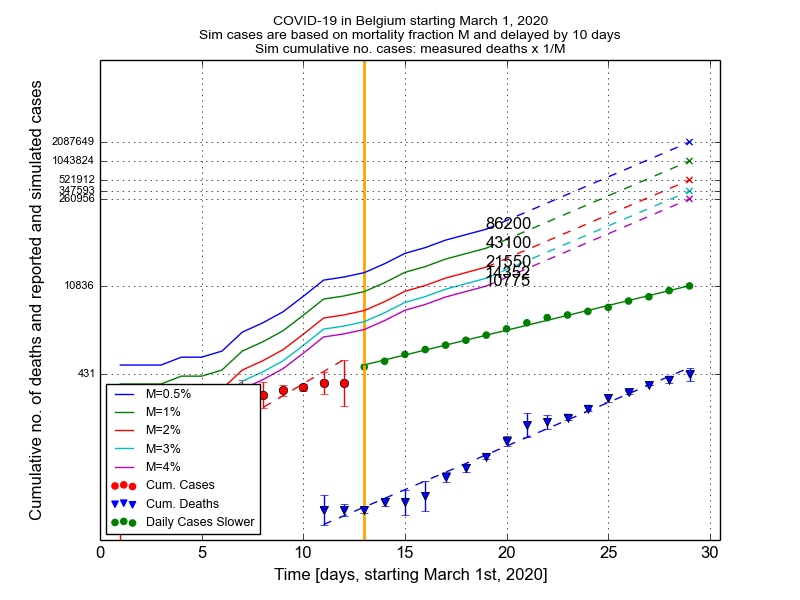 COVID-19 in Belgium starting March 1, 2020
Sim cases are based on mortality fraction M and delayed by 10 days
Sim cumulative no. cases: measured deaths x 1/M
Cumulative no. of deaths and reported and simulated cases
2087649
1043824
521912
347593
260956
10836
431
86200
43100
21550
14352
10775
M=0.5%
M=1%
M=2%
M=3%
M=4%
Cum. Cases
Cum. Deaths
Daily Cases Slower
0 5 10 15 20 25 30
Time [days, starting March 1st, 2020]